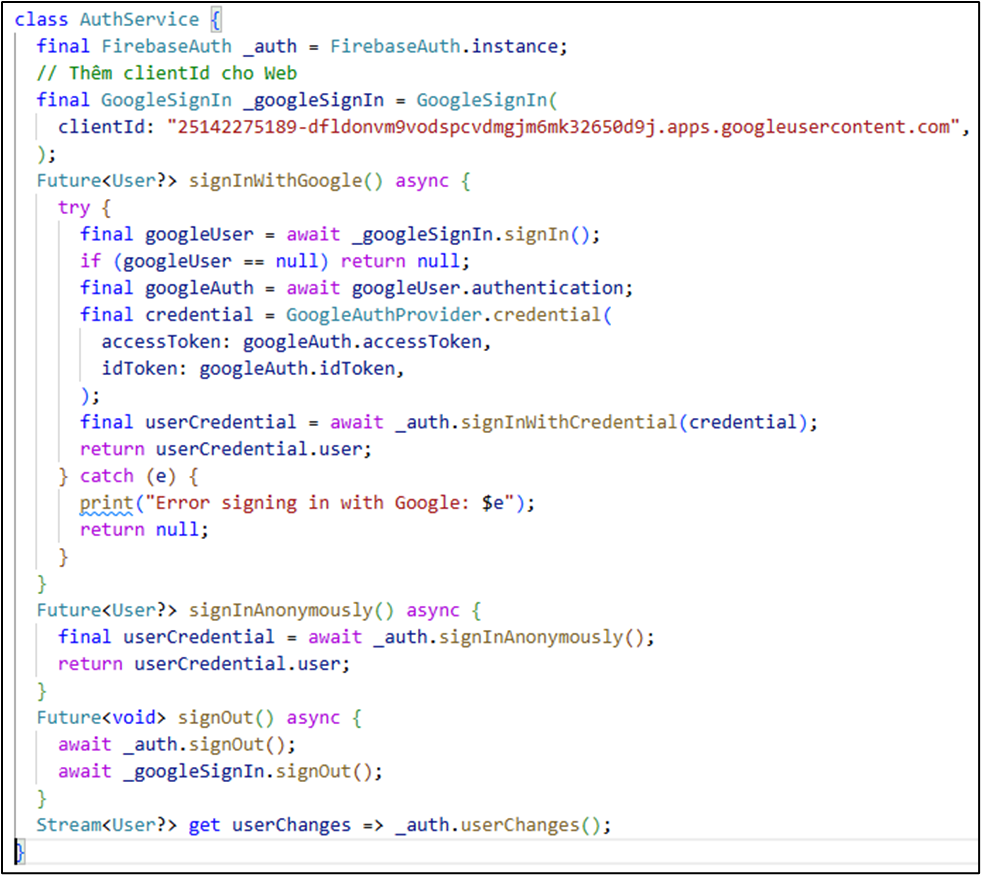 class AuthService {
final FirebaseAuth _auth = FirebaseAuth.instance;
// Thêm clientId cho Web
final GoogleSignIn _googleSignIn = GoogleSignIn(
clientId: "25142275189-dfldonvm9vodspcvdmgjm6mk32650d9j.apps.googleusercontent.com",
);
Future<User?> signInWithGoogle() async {
try {
final googleUser = await _googleSignIn.signIn();
if (googleUser == null) return null;
final googleAuth = await googleUser.authentication;
final credential = GoogleAuthProvider.credential(
accessToken: googleAuth.accessToken,
idToken: googleAuth.idToken,
);
final userCredential = await _auth.signInWithCredential(credential);
return userCredential.user;
} catch (e) {
print("Error signing in with Google: $e");
return null;
}
}
Future<User?> signInAnonymously() async {
final userCredential = await _auth.signInAnonymously();
return userCredential.user;
}
Future<void> signOut() async {
await _auth.signOut();
await _googleSignIn.signOut();
}
Stream<User?> get userChanges => _auth.userChanges();
}